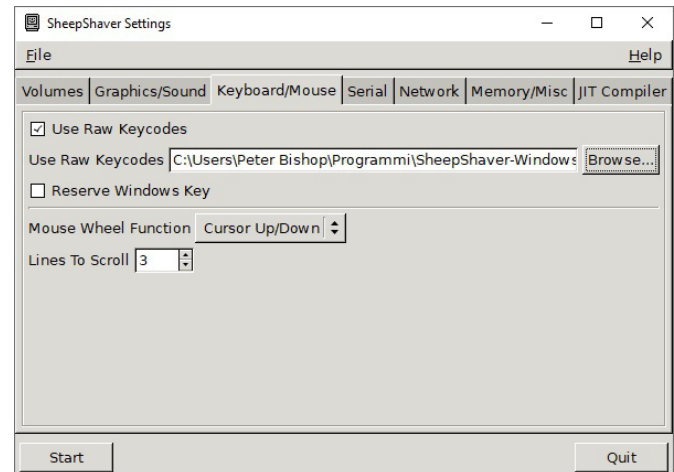 SheepShaver Settings
File Help
Volumes Graphics/Sound Keyboard/Mouse Serial Network Memory/Misc JIT Compiler
Use Raw Keycodes
Use Raw Keycodes C:\Users\Peter Bishop\Programmi\SheepShaver-Windows Browse...
Reserve Windows Key
Mouse Wheel Function Cursor Up/Down
Lines To Scroll 3
Start Quit